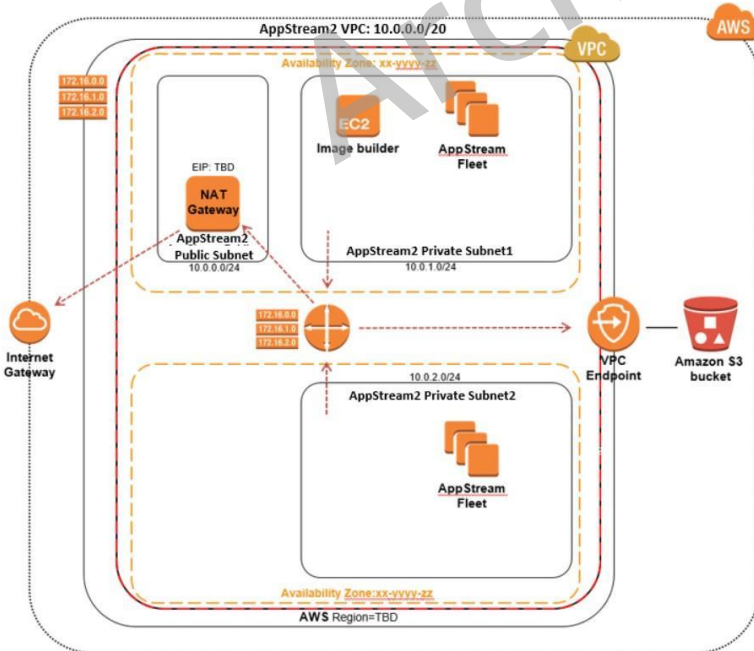 AppStream2 VPC: 10.0.0.0/20
AWS
VPC
Availability Zone: xx-yyyy-zz
172.16.0.0
172.16.1.0
172.16.2.0
EC2
Image builder
AppStream
Fleet
EIP: TBD
NAT
Gateway
AppStream2
Public Subnet
10.0.0.0/24
AppStream2 Private Subnet1
10.0.1.0/24
172.16.0.0
172.16.1.0
172.16.2.0
Internet
Gateway
VPC
Endpoint
Amazon S3
bucket
10.0.2.0/24
AppStream2 Private Subnet2
AppStream
Fleet
Availability Zone:xx-yyyy-zz
AWS Region=TBD